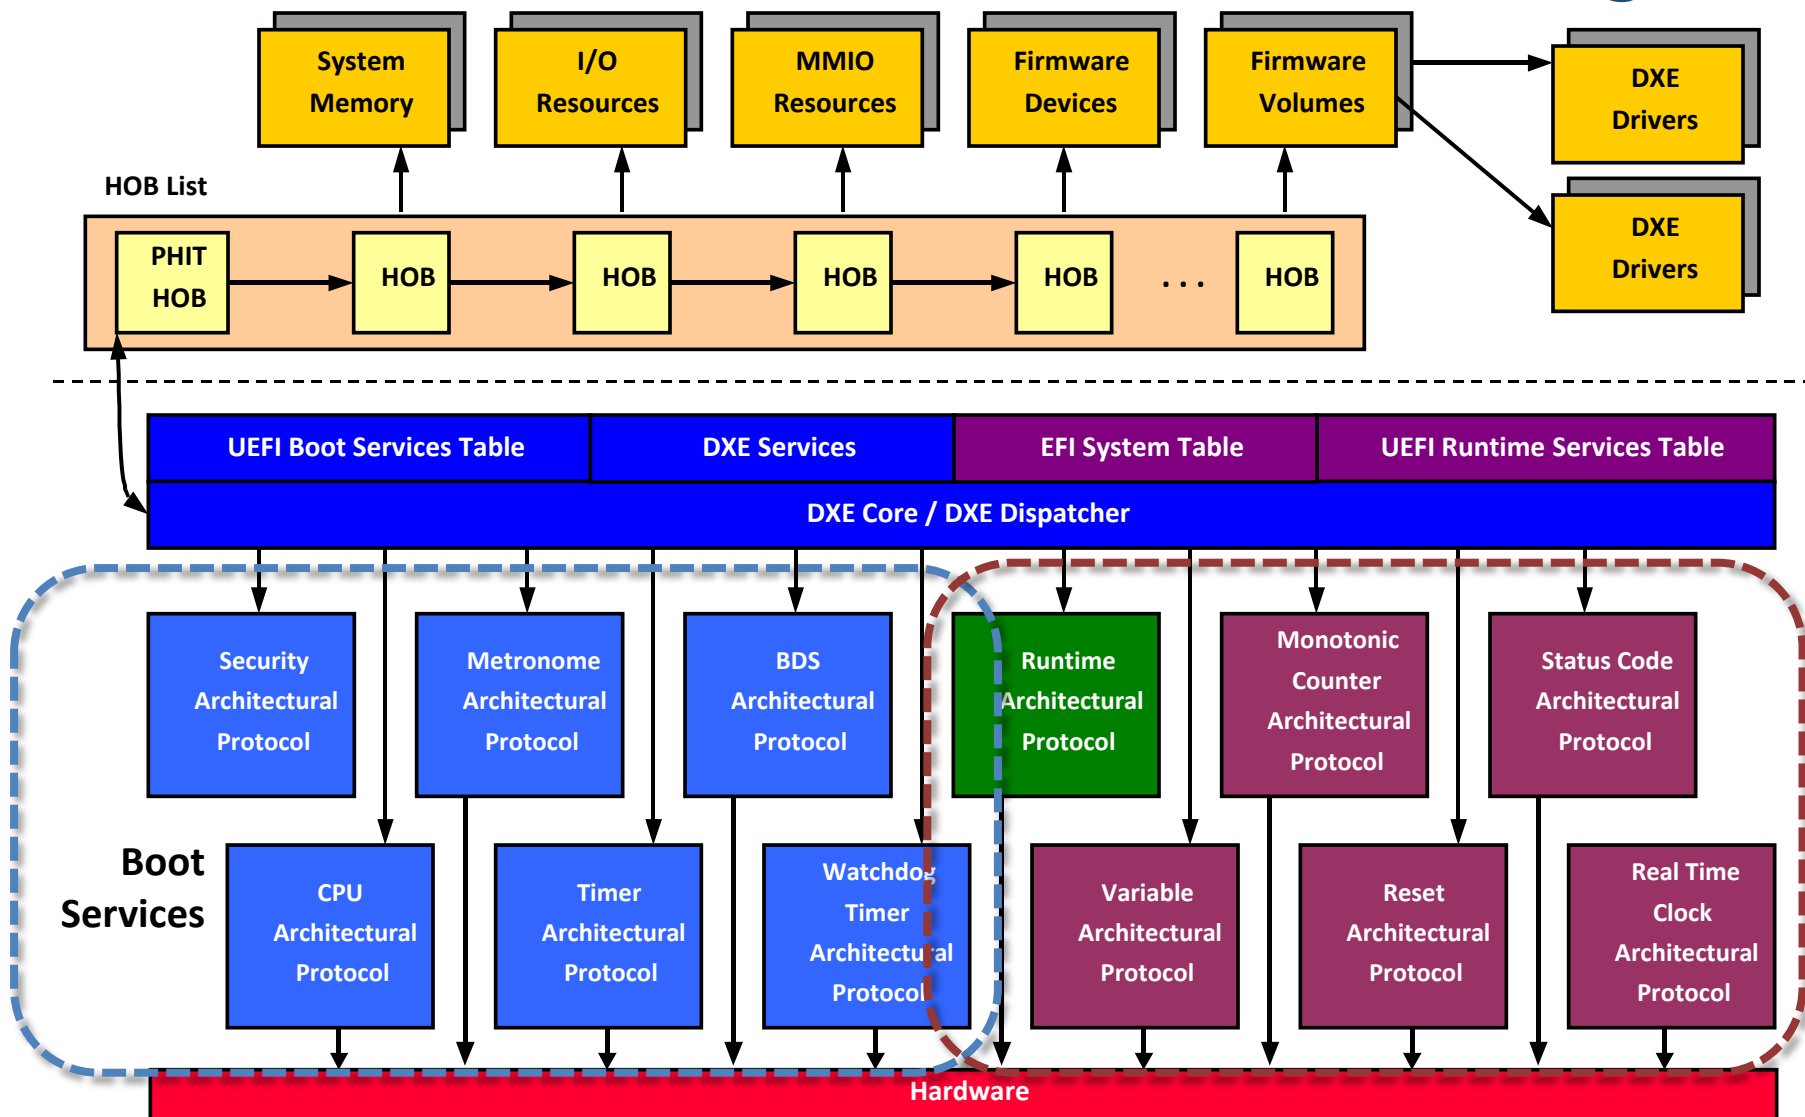 System
Memory
I/O
Resources
MMIO
Resources
Firmware
Devices
Firmware
Volumes
DXE
Drivers
DXE
Drivers
HOB List
PHIT
HOB
HOB
HOB
HOB
HOB
. . .
HOB
UEFI Boot Services Table
DXE Services
EFI System Table
UEFI Runtime Services Table
DXE Core / DXE Dispatcher
Security
Architectural
Protocol
Metronome
Architectural
Protocol
BDS
Architectural
Protocol
Runtime
Architectural
Protocol
Monotonic
Counter
Architectural
Protocol
Status Code
Architectural
Protocol
Boot
Services
CPU
Architectural
Protocol
Timer
Architectural
Protocol
Watchdog
Timer
Architectural
Protocol
Variable
Architectural
Protocol
Reset
Architectural
Protocol
Real Time
Clock
Architectural
Protocol
Hardware